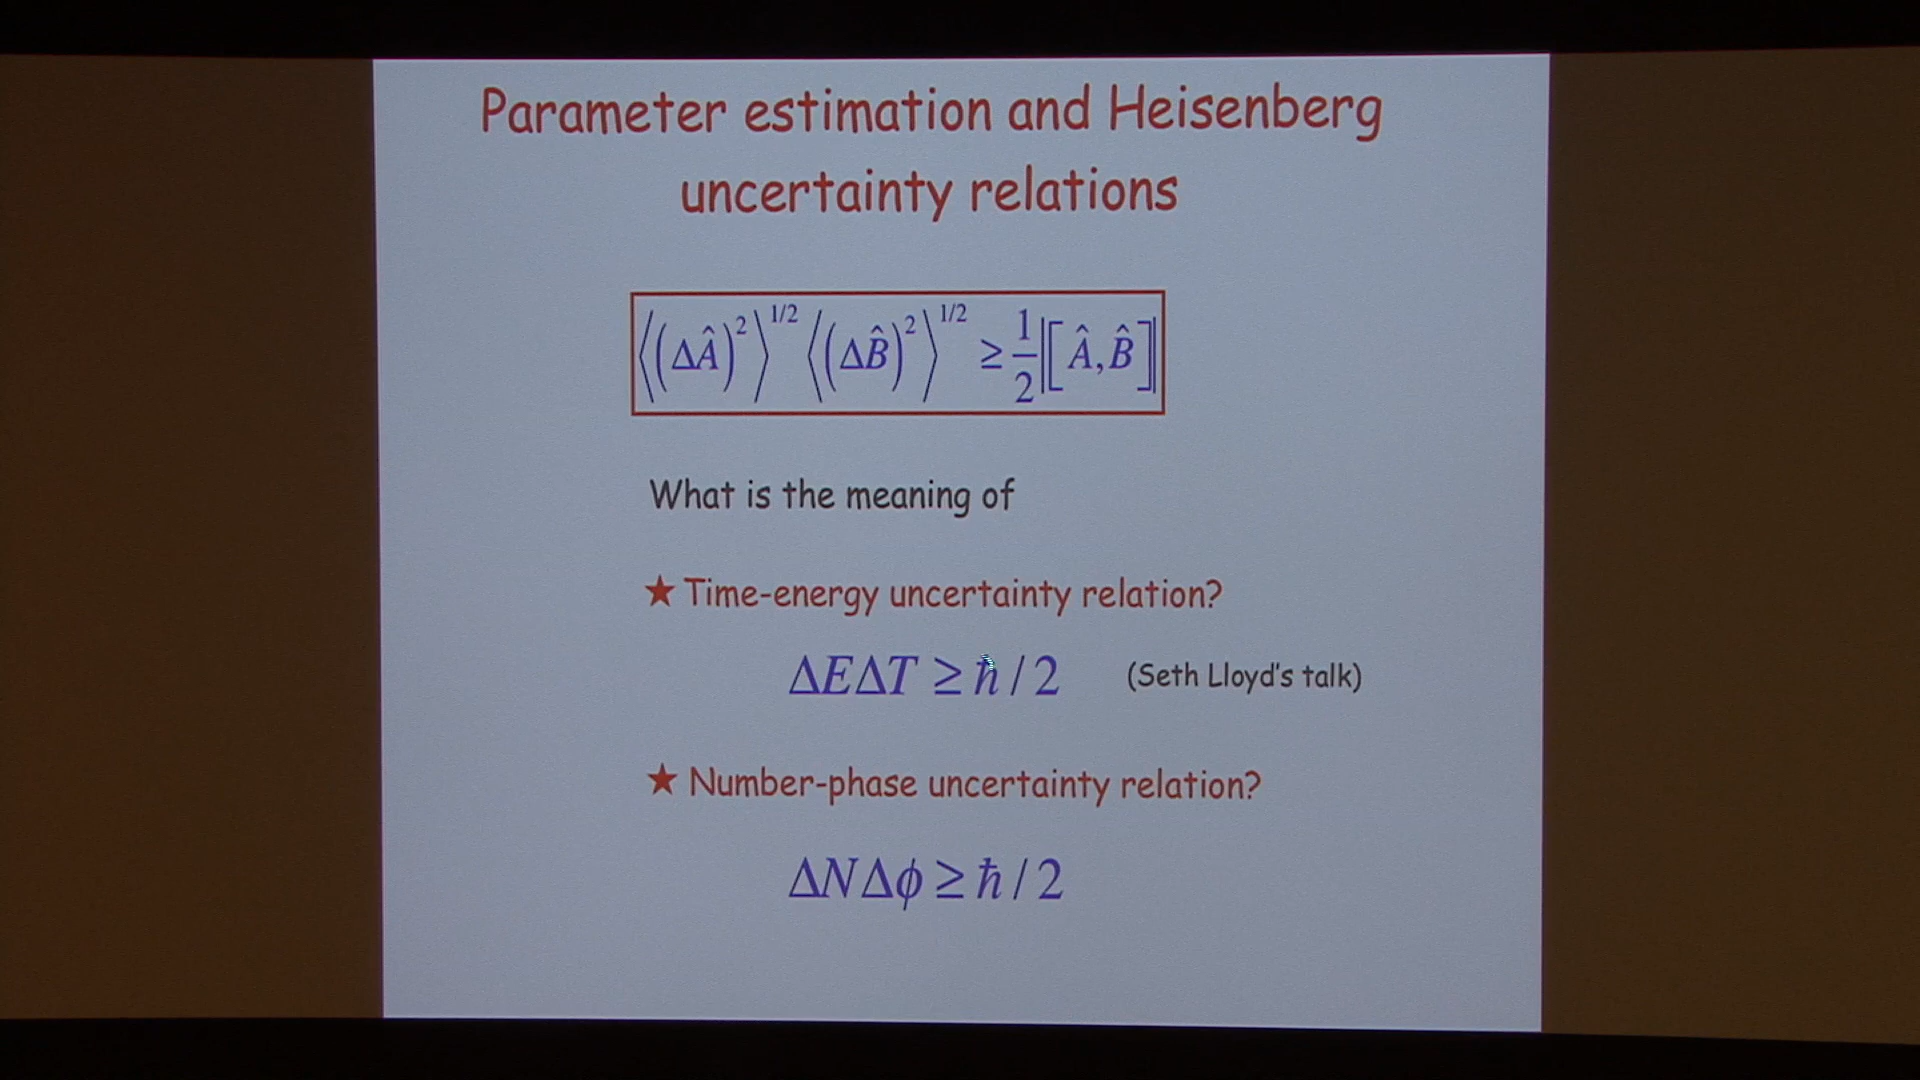 Parameter estimation and Heisenberg
uncertainty relations
⟨(ΔÂ)²⟩^1/2 ⟨(ΔB̂)²⟩^1/2 ≥ 1/2 |[Â, B̂]|
What is the meaning of
★ Time-energy uncertainty relation?
ΔEΔT ≥ ħ / 2 (Seth Lloyd's talk)
★ Number-phase uncertainty relation?
ΔNΔϕ ≥ ħ / 2